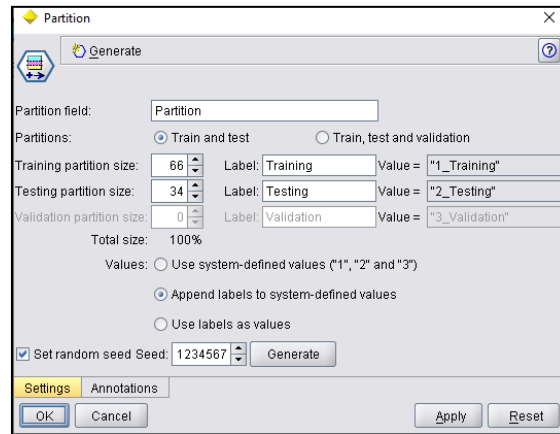 Partition
Generate
Partition field: Partition
Partitions: Train and test Train, test and validation
Training partition size: 66 Label: Training Value = "1_Training"
Testing partition size: 34 Label: Testing Value = "2_Testing"
Validation partition size: 0 Label: Validation Value = "3_Validation"
Total size: 100%
Values: Use system-defined values ("1", "2" and "3")
Append labels to system-defined values
Use labels as values
Set random seed Seed: 1234567 Generate
Settings Annotations
OK Cancel Apply Reset